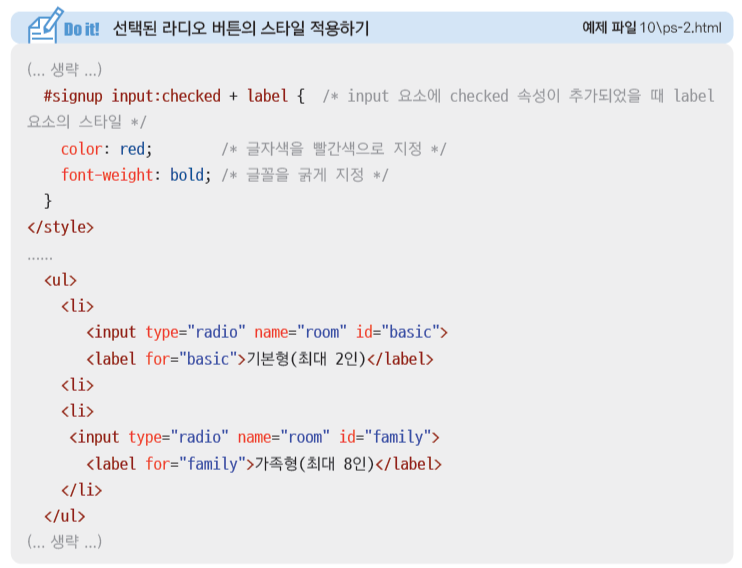 Do it! 선택된 라디오 버튼의 스타일 적용하기 예제 파일 10\ps-2.html
(... 생략 ...)
#signup input:checked + label { /* input 요소에 checked 속성이 추가되었을 때 label
요소의 스타일 */
color: red; /* 글자색을 빨간색으로 지정 */
font-weight: bold; /* 글꼴을 굵게 지정 */
}
</style>
......
<ul>
<li>
<input type="radio" name="room" id="basic">
<label for="basic">기본형(최대 2인)</label>
<li>
<li>
<input type="radio" name="room" id="family">
<label for="family">가족형(최대 8인)</label>
</li>
</ul>
(... 생략 ...)